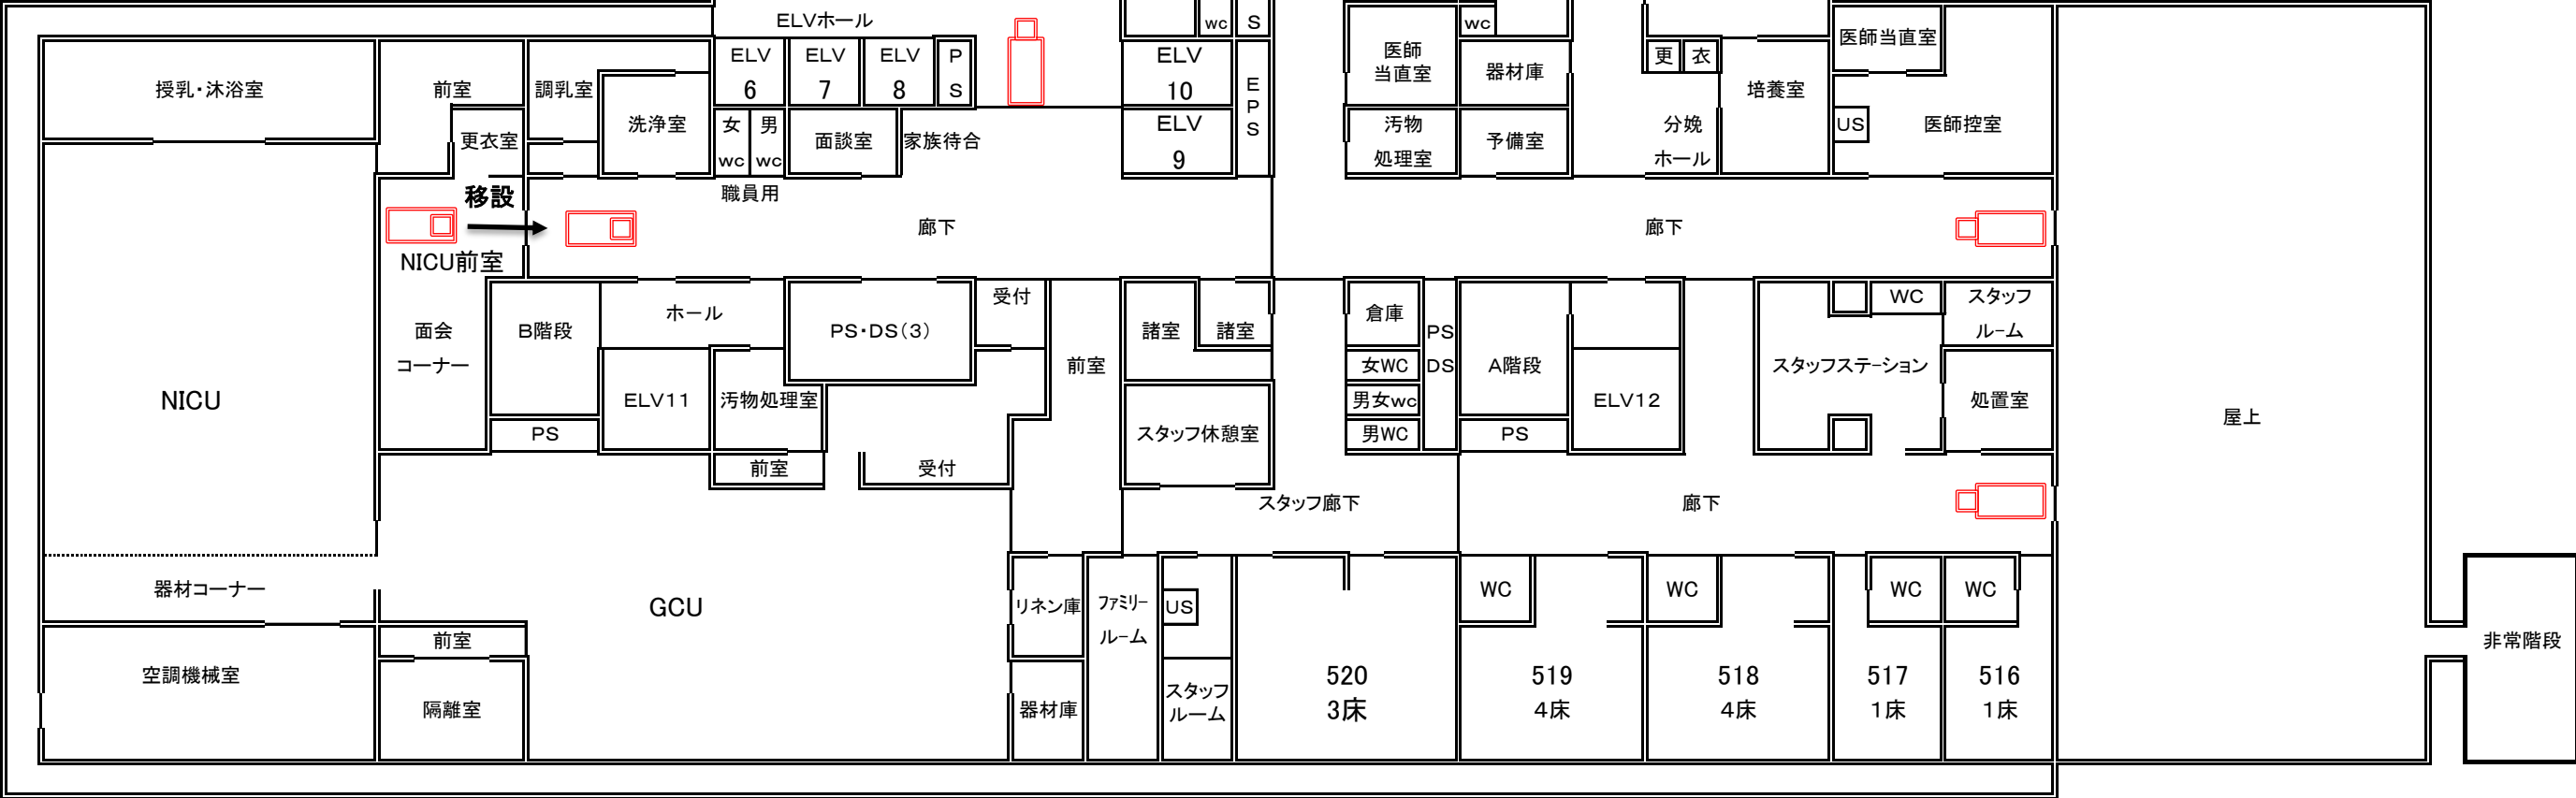 ELVホール
wc
S
wc
医師当直室
ELV
6
ELV
7
ELV
8
P
S
ELV
10
E
P
S
医師
当直室
器材庫
更
衣
培養室
授乳・沐浴室
前室
調乳室
洗浄室
更衣室
女
wc
男
wc
面談室
家族待合
ELV
9
汚物
処理室
予備室
分娩
ホール
US
医師控室
職員用
移設
廊下
廊下
NICU前室
面会
コーナー
B階段
ホール
PS・DS(3)
受付
前室
諸室
諸室
倉庫
PS
DS
女WC
男女wc
男WC
A階段
ELV12
PS
WC
スタッフ
ルーム
スタッフステーション
処置室
屋上
NICU
PS
ELV11
汚物処理室
前室
受付
スタッフ休憩室
スタッフ廊下
廊下
器材コーナー
GCU
リネン庫
ファミリー
ルーム
US
WC
WC
WC
WC
前室
空調機械室
隔離室
器材庫
スタッフ
ルーム
520
3床
519
4床
518
4床
517
1床
516
1床
非常階段